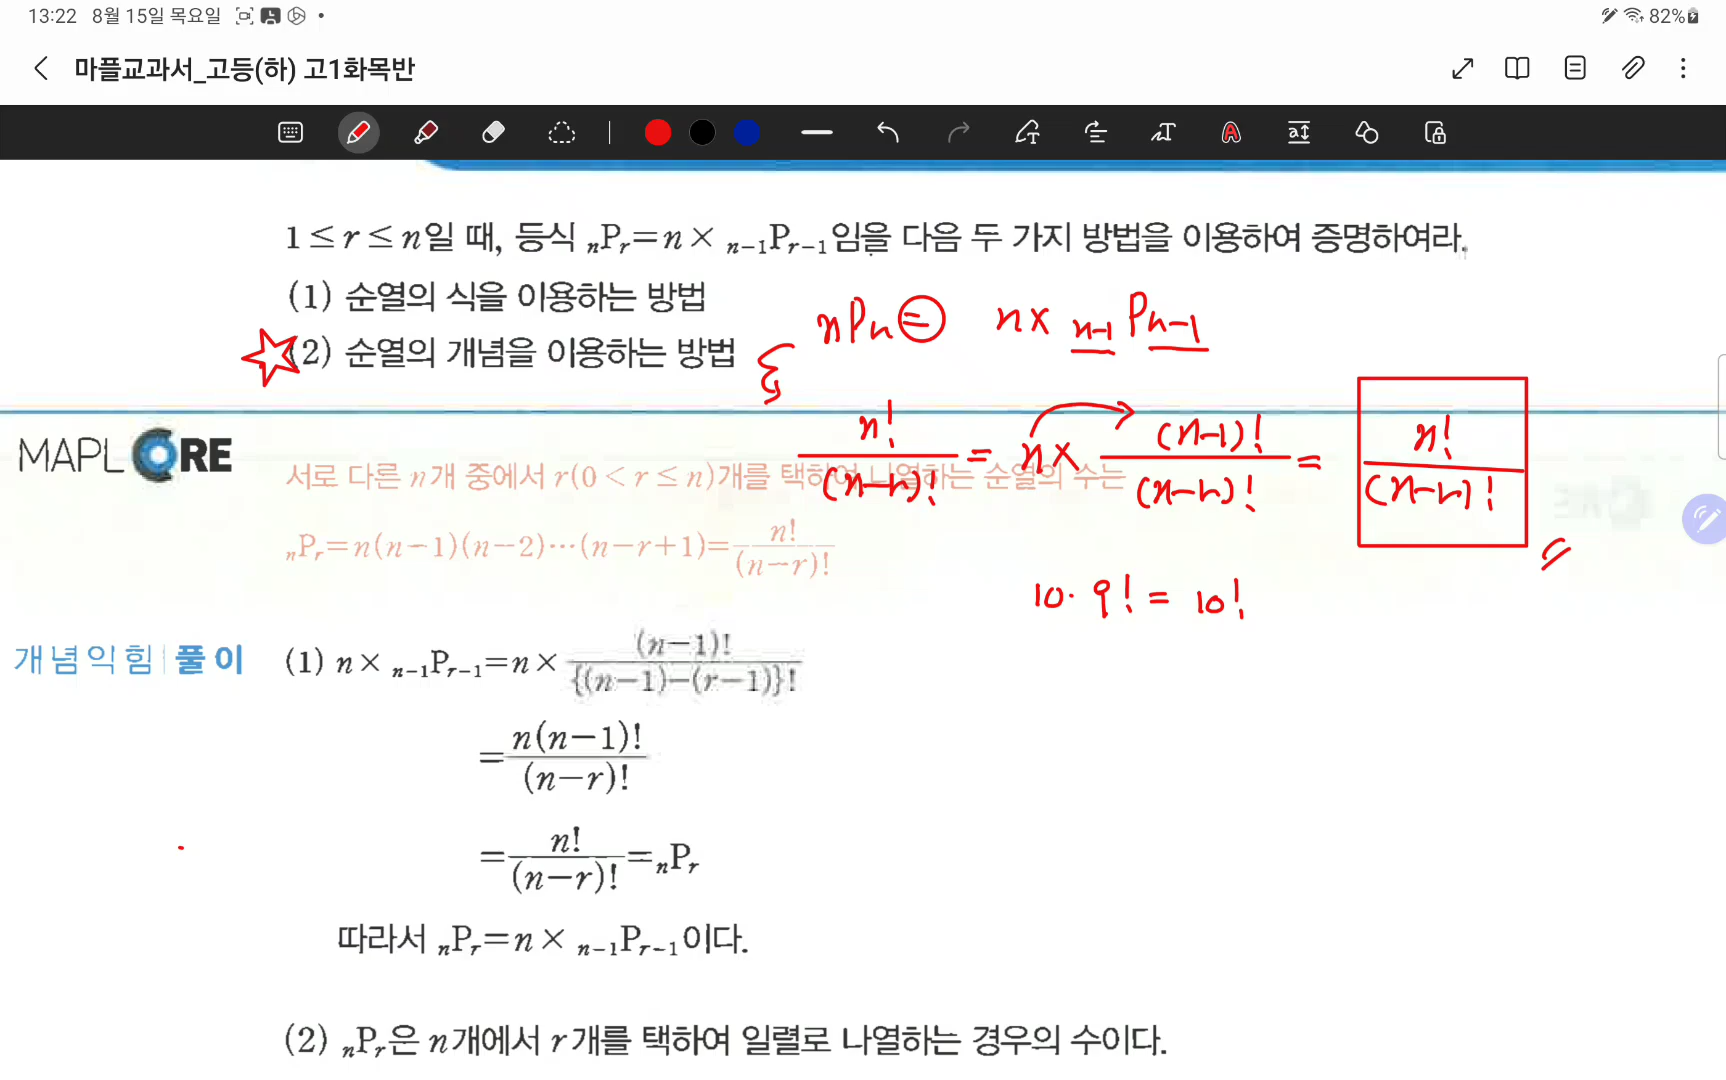 13:22 8월 15일 목요일 82%
마플교과서_고등(하) 고1화목반
1≤r≤n일 때, 등식 ₙPᵣ=n× ₙ₋₁Pᵣ₋₁임을 다음 두 가지 방법을 이용하여 증명하여라.
(1) 순열의 식을 이용하는 방법
nPr = n× n-1 Pr-1
(2) 순열의 개념을 이용하는 방법
n!/(n-r)! = n× (n-1)!/(n-r)! = n!/(n-r)!
MAPL CORE
서로 다른 n개 중에서 r(0<r≤n)개를 택하여 나열하는 순열의 수는
ₙPᵣ=n(n-1)(n-2)⋯(n-r+1)=n!/(n-r)!
10· 9! = 10!
개념익힘 | 풀이 (1) n× ₙ₋₁Pᵣ₋₁=n× (n-1)!/{(n-1)-(r-1)}!
=n(n-1)!/(n-r)!
=n!/(n-r)!=ₙPᵣ
따라서 ₙPᵣ=n× ₙ₋₁Pᵣ₋₁이다.
(2) ₙPᵣ은 n개에서 r개를 택하여 일렬로 나열하는 경우의 수이다.